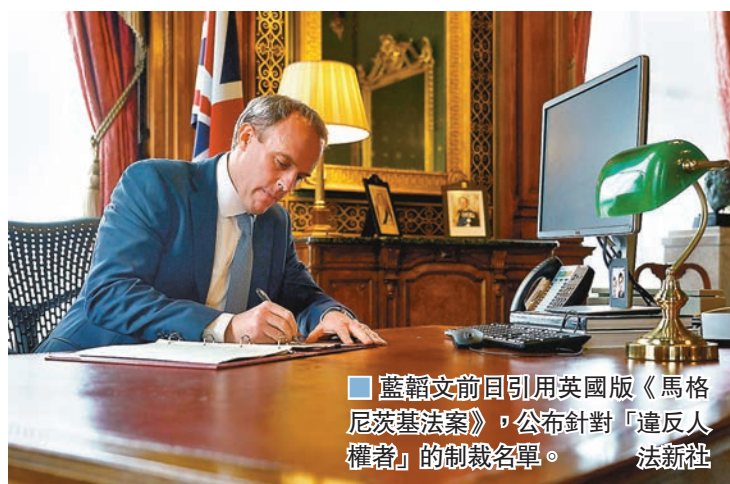 ■ 藍韜文前日引用英國版《馬格
尼茨基法案》，公布針對「違反人
權者」的制裁名單。 法新社